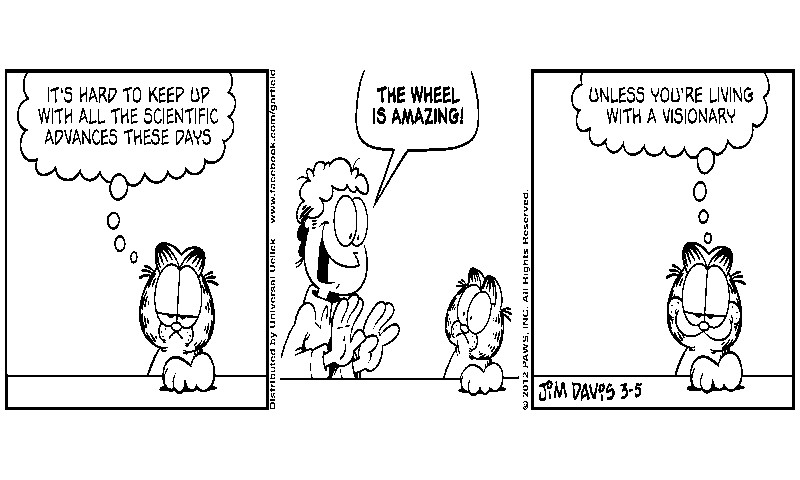 IT'S HARD TO KEEP UP
WITH ALL THE SCIENTIFIC
ADVANCES THESE DAYS
Distributed by Universal Uclick www.facebook.com/garfield
THE WHEEL
IS AMAZING!
© 2012 PAWS, INC. All Rights Reserved.
UNLESS YOU'RE LIVING
WITH A VISIONARY
JIM DAVIS 3-5